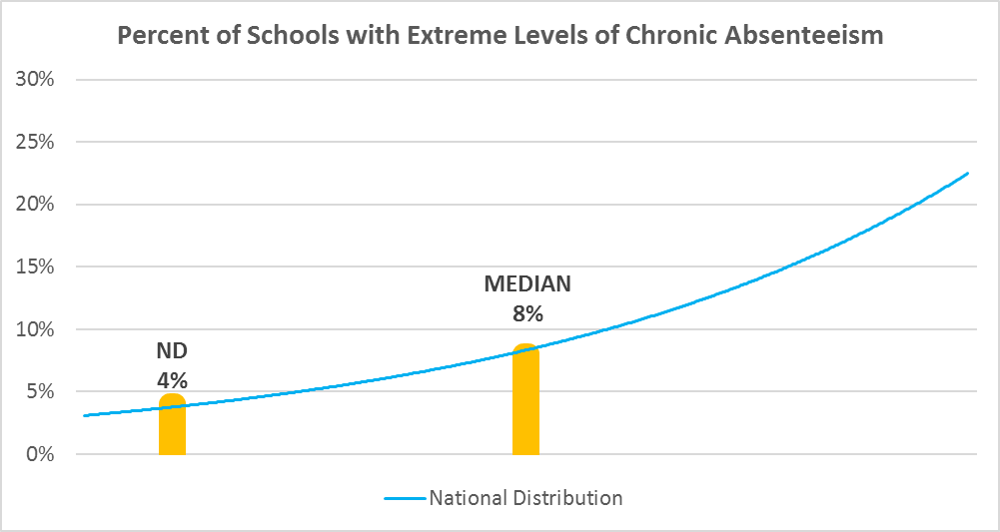 Percent of Schools with Extreme Levels of Chronic Absenteeism
30%
25%
20%
15%
10%
5%
0%
MEDIAN
8%
ND
4%
National Distribution